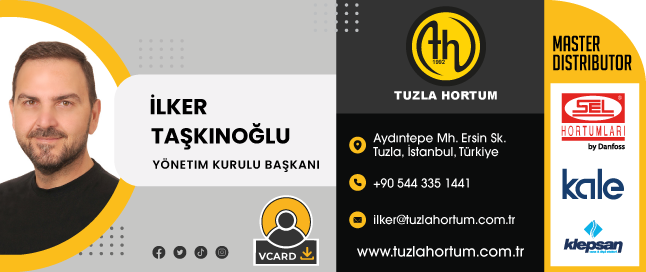 İLKER
TAŞKINOĞLU
YÖNETIM KURULU BAŞKANI
VCARD
th
1992
TUZLA HORTUM
Aydıntepe Mh. Ersin Sk.
Tuzla, İstanbul, Türkiye
+90 544 335 1441
ilker@tuzlahortum.com.tr
www.tuzlahortum.com.tr
MASTER
DISTRIBUTOR
SEL®
HORTUMLARI
by Danfoss
kale
klepsan